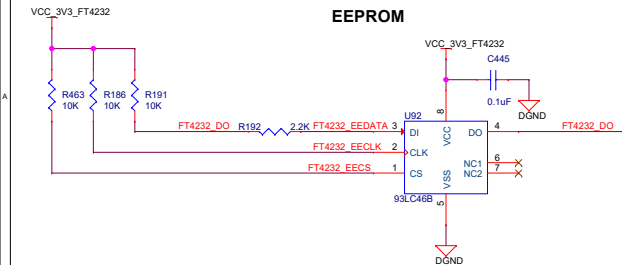 EEPROM
VCC_3V3_FT4232
VCC_3V3_FT4232
C445
0.1uF
DGND
A
R463
10K
R186
10K
R191
10K
U92
8
VCC
FT4232_DO
R192
2.2K
FT4232_EEDATA
3
DI
DO
4
FT4232_DO
FT4232_EECLK
2
CLK
NC1
6
FT4232_EECS
1
CS
NC2
7
VSS
93LC46B
5
DGND